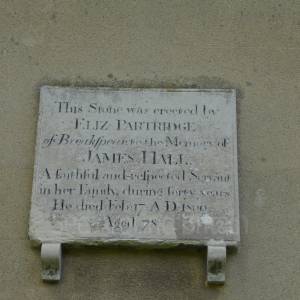 This Stone was erected by
ELIZ PARTRIDGE
of Breakspear to the Memory of
JAMES HALL,
A faithful and respected Servant
in her Family, during forty years
He died Feb 17 A.D.
Aged 78